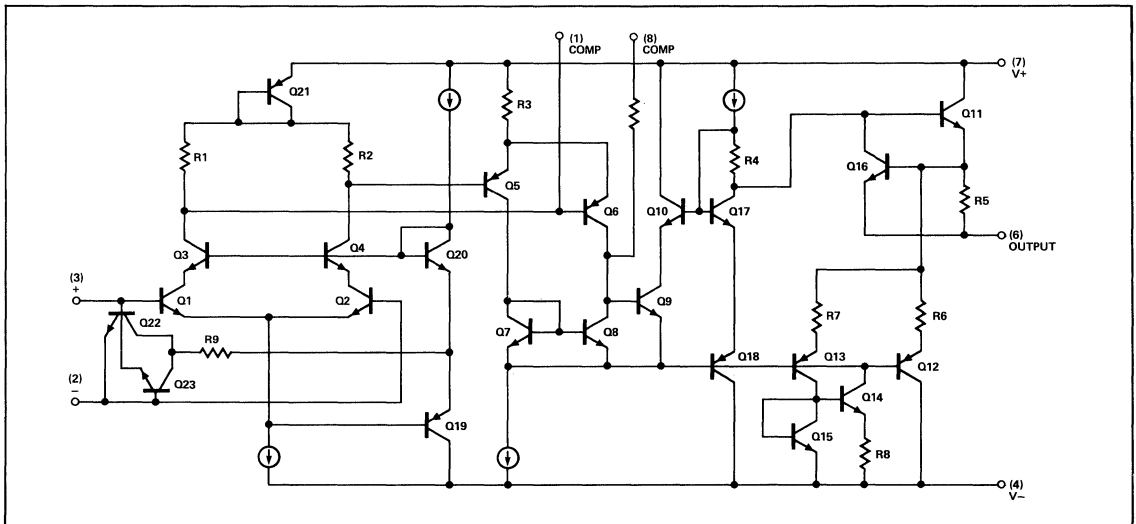 (1)
COMP
(8)
COMP
(7)
V+
Q21
R3
Q11
R1
R2
R4
Q16
Q5
Q6
Q10
Q17
R5
(6)
OUTPUT
Q3
Q4
Q20
(3)
+
Q1
Q2
Q9
Q22
Q7
Q8
R7
R6
R9
Q18
Q13
Q12
(2)
−
Q23
Q14
Q19
Q15
R8
(4)
V−